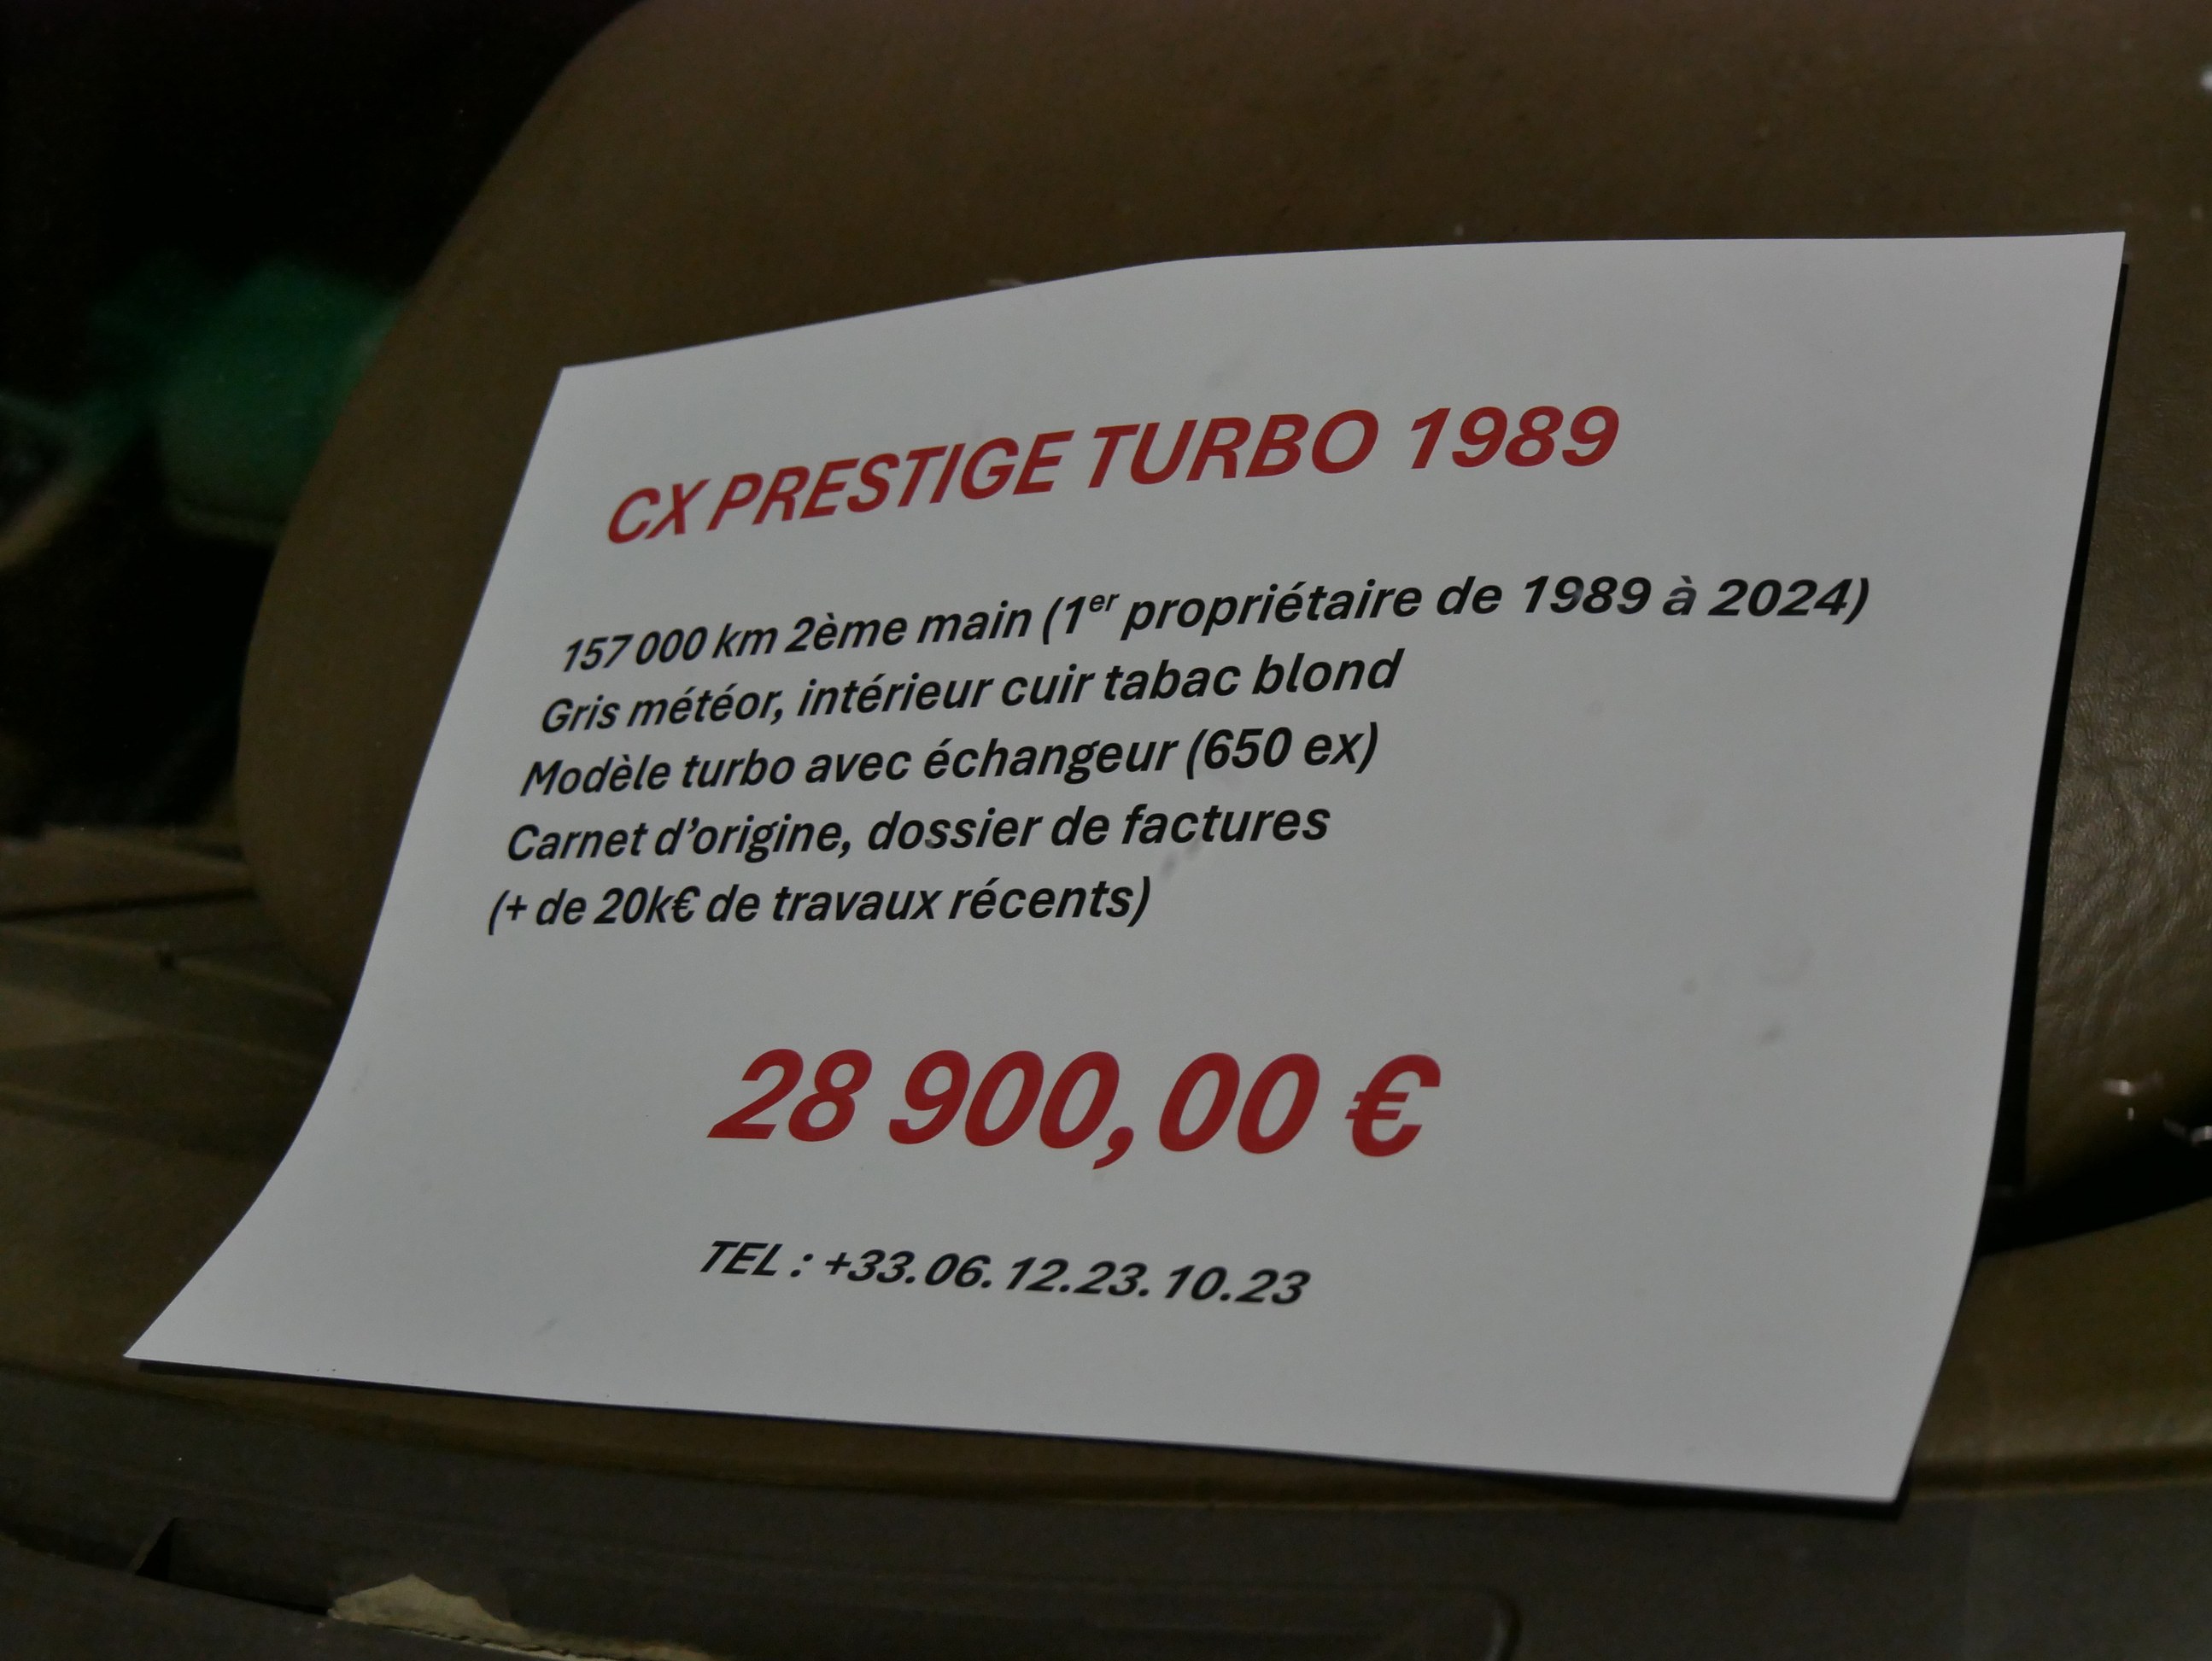 CX PRESTIGE TURBO 1989
157 000 km 2ème main (1er propriétaire de 1989 à 2024)
Gris météor, intérieur cuir tabac blond
Modèle turbo avec échangeur (650 ex)
Carnet d’origine, dossier de factures
(+ de 20k€ de travaux récents)
28 900,00 €
TEL : +33.06.12.23.10.23